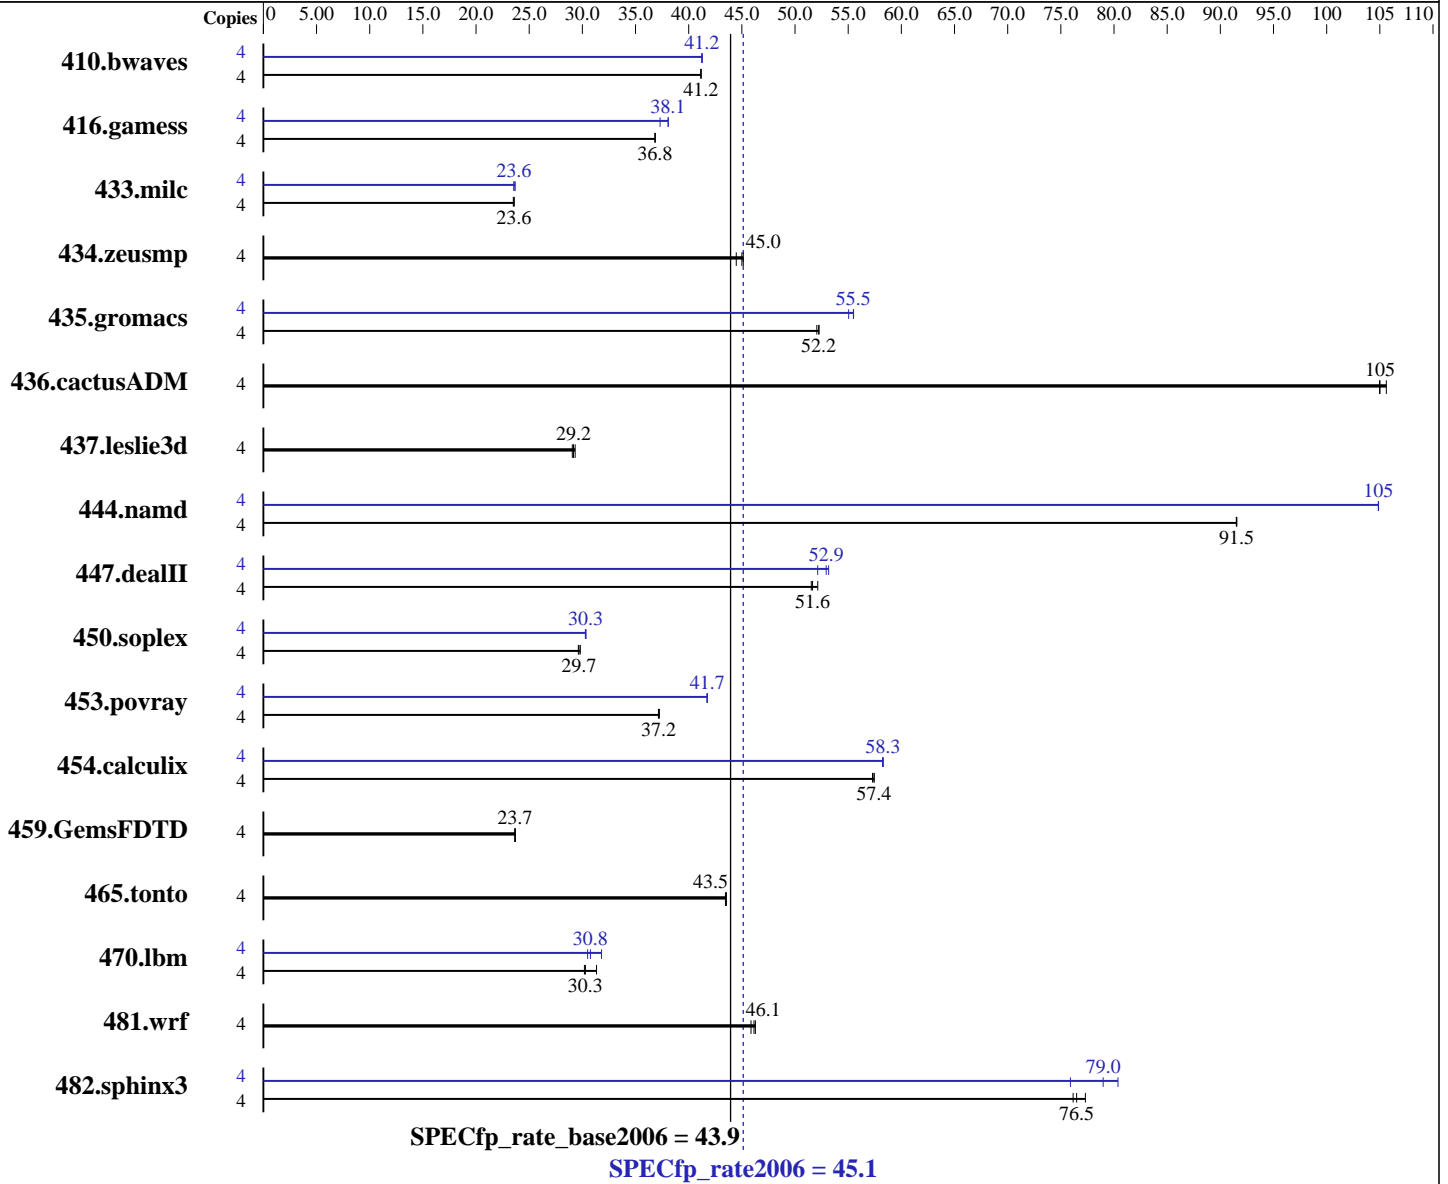 Copies 0 5.00 10.0 15.0 20.0 25.0 30.0 35.0 40.0 45.0 50.0 55.0 60.0 65.0 70.0 75.0 80.0 85.0 90.0 95.0 100 105 110
410.bwaves 4 41.2
4 41.2
416.gamess 4 38.1
4 36.8
433.milc 4 23.6
4 23.6
434.zeusmp 4 45.0
435.gromacs 4 55.5
4 52.2
436.cactusADM 4 105
437.leslie3d 4 29.2
444.namd 4 105
4 91.5
447.dealII 4 52.9
4 51.6
450.soplex 4 30.3
4 29.7
453.povray 4 41.7
4 37.2
454.calculix 4 58.3
4 57.4
459.GemsFDTD 4 23.7
465.tonto 4 43.5
470.lbm 4 30.8
4 30.3
481.wrf 4 46.1
482.sphinx3 4 79.0
4 76.5
SPECfp_rate_base2006 = 43.9
SPECfp_rate2006 = 45.1